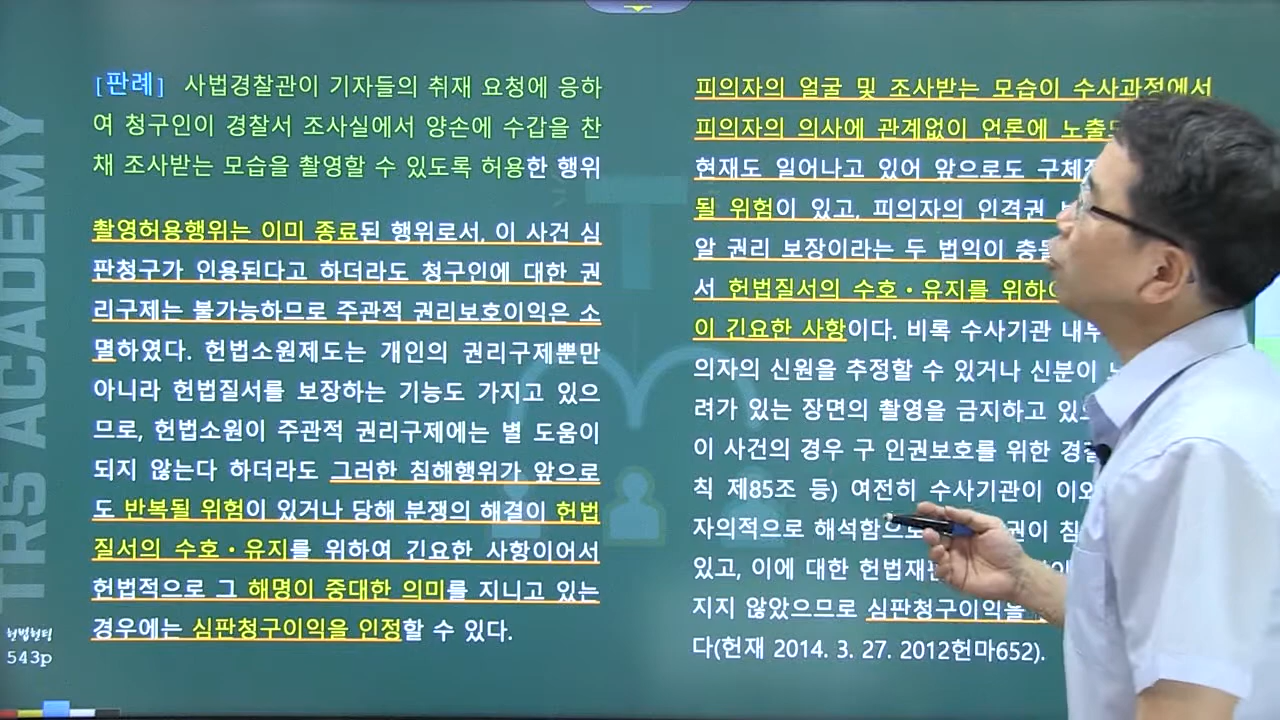 [판례] 사법경찰관이 기자들의 취재 요청에 응하
여 청구인이 경찰서 조사실에서 양손에 수갑을 찬
채 조사받는 모습을 촬영할 수 있도록 허용한 행위
촬영허용행위는 이미 종료된 행위로서, 이 사건 심
판청구가 인용된다고 하더라도 청구인에 대한 권
리구제는 불가능하므로 주관적 권리보호이익은 소
멸하였다. 헌법소원제도는 개인의 권리구제뿐만
아니라 헌법질서를 보장하는 기능도 가지고 있으
므로, 헌법소원이 주관적 권리구제에는 별 도움이
되지 않는다 하더라도 그러한 침해행위가 앞으로
도 반복될 위험이 있거나 당해 분쟁의 해결이 헌법
질서의 수호·유지를 위하여 긴요한 사항이어서
헌법적으로 그 해명이 중대한 의미를 지니고 있는
경우에는 심판청구이익을 인정할 수 있다.
피의자의 얼굴 및 조사받는 모습이 수사과정에서
피의자의 의사에 관계없이 언론에
현재도 일어나고 있어 앞으로도
될 위험이 있고, 피의자의 인격권
알 권리 보장이라는 두 법익이
서 헌법질서의 수호·유지를
이 긴요한 사항이다. 비록 수사기관
의자의 신원을 추정할 수 있거나 신분이
려가 있는 장면의 촬영을 금지하고
이 사건의 경우 구 인권보호를 위한
칙 제85조 등) 여전히 수사기관이
자의적으로
있고, 이에 대한
지지 않았으므로 심판청구이익을
다(헌재 2014. 3. 27. 2012헌마652).
TRS ACADEMY
헌법헌터
543p